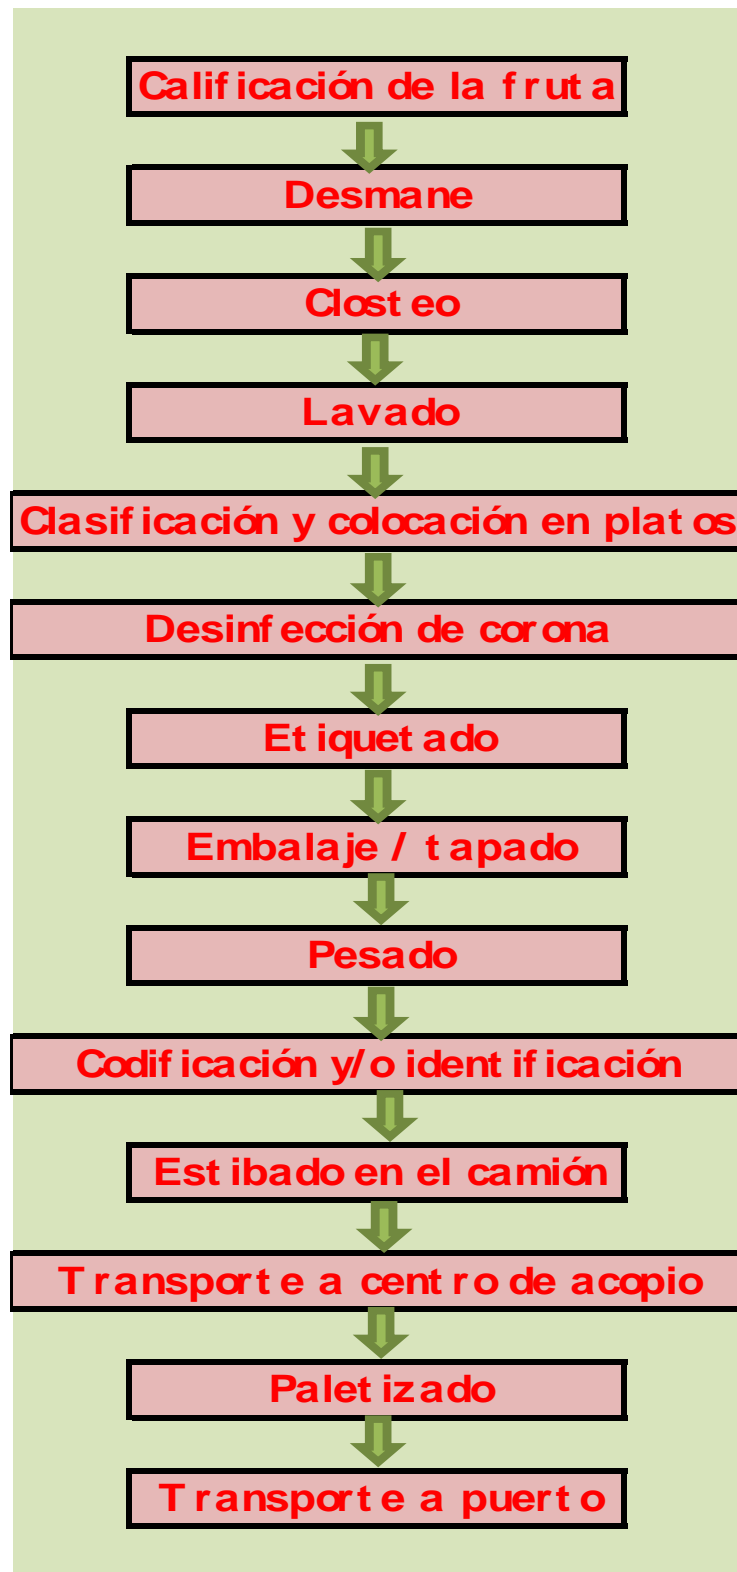 Calificación de la fruta
Desmane
Closteo
Lavado
Clasificación y colocación en platos
Desinfección de corona
Etiquetado
Embalaje / tapado
Pesado
Codificación y/o identificación
Estibado en el camión
Transporte a centro de acopio
Paletizado
Transporte a puerto